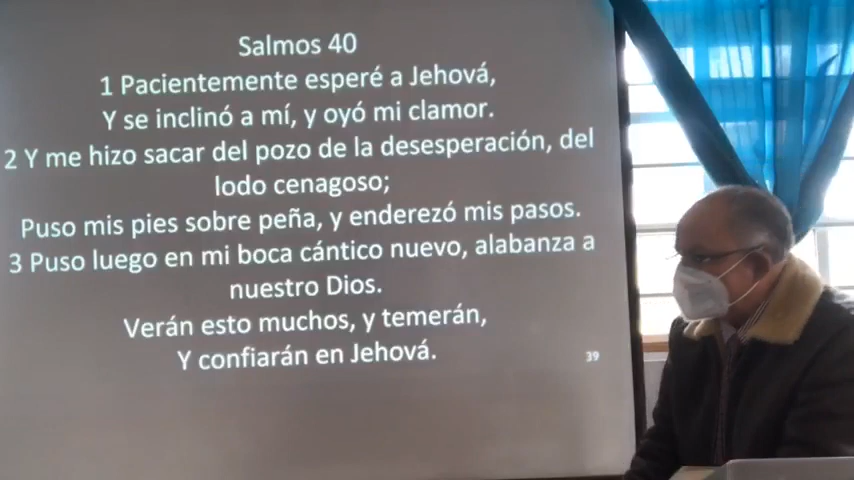 Salmos 40
1 Pacientemente esperé a Jehová,
Y se inclinó a mí, y oyó mi clamor.
2 Y me hizo sacar del pozo de la desesperación, del
lodo cenagoso;
Puso mis pies sobre peña, y enderezó mis pasos.
3 Puso luego en mi boca cántico nuevo, alabanza a
nuestro Dios.
Verán esto muchos, y temerán,
Y confiarán en Jehová.
39